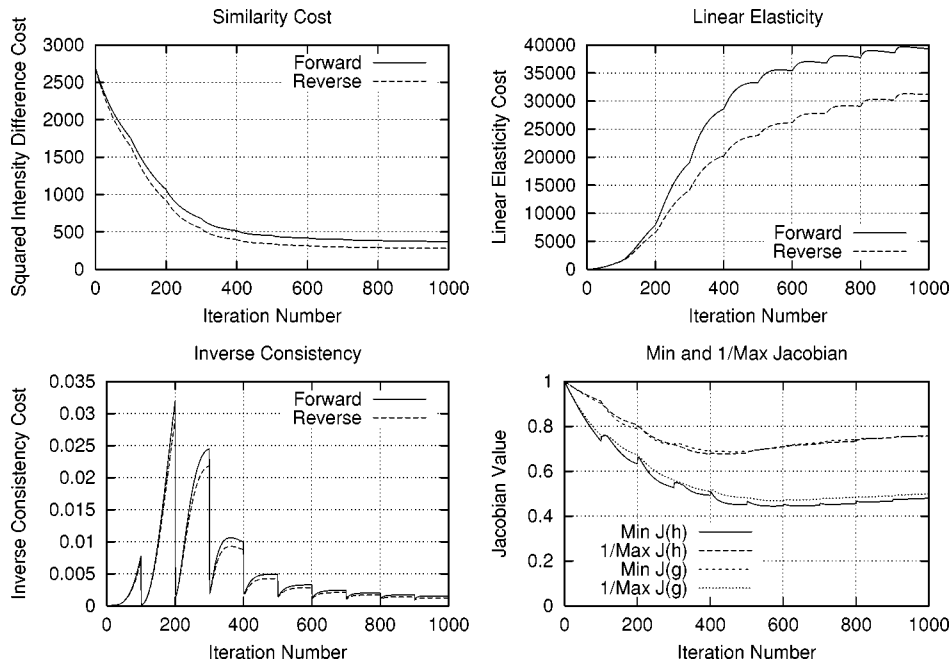 Similarity Cost
Squared Intensity Difference Cost
3000
2500
2000
1500
1000
500
0
Forward
Reverse
0 200 400 600 800 1000
Iteration Number
Linear Elasticity
Linear Elasticity Cost
40000
35000
30000
25000
20000
15000
10000
5000
0
Forward
Reverse
0 200 400 600 800 1000
Iteration Number
Inverse Consistency
Inverse Consistency Cost
0.035
0.03
0.025
0.02
0.015
0.01
0.005
0
Forward
Reverse
0 200 400 600 800 1000
Iteration Number
Min and 1/Max Jacobian
Jacobian Value
1
0.8
0.6
0.4
0.2
0
Min J(h)
1/Max J(h)
Min J(g)
1/Max J(g)
0 200 400 600 800 1000
Iteration Number